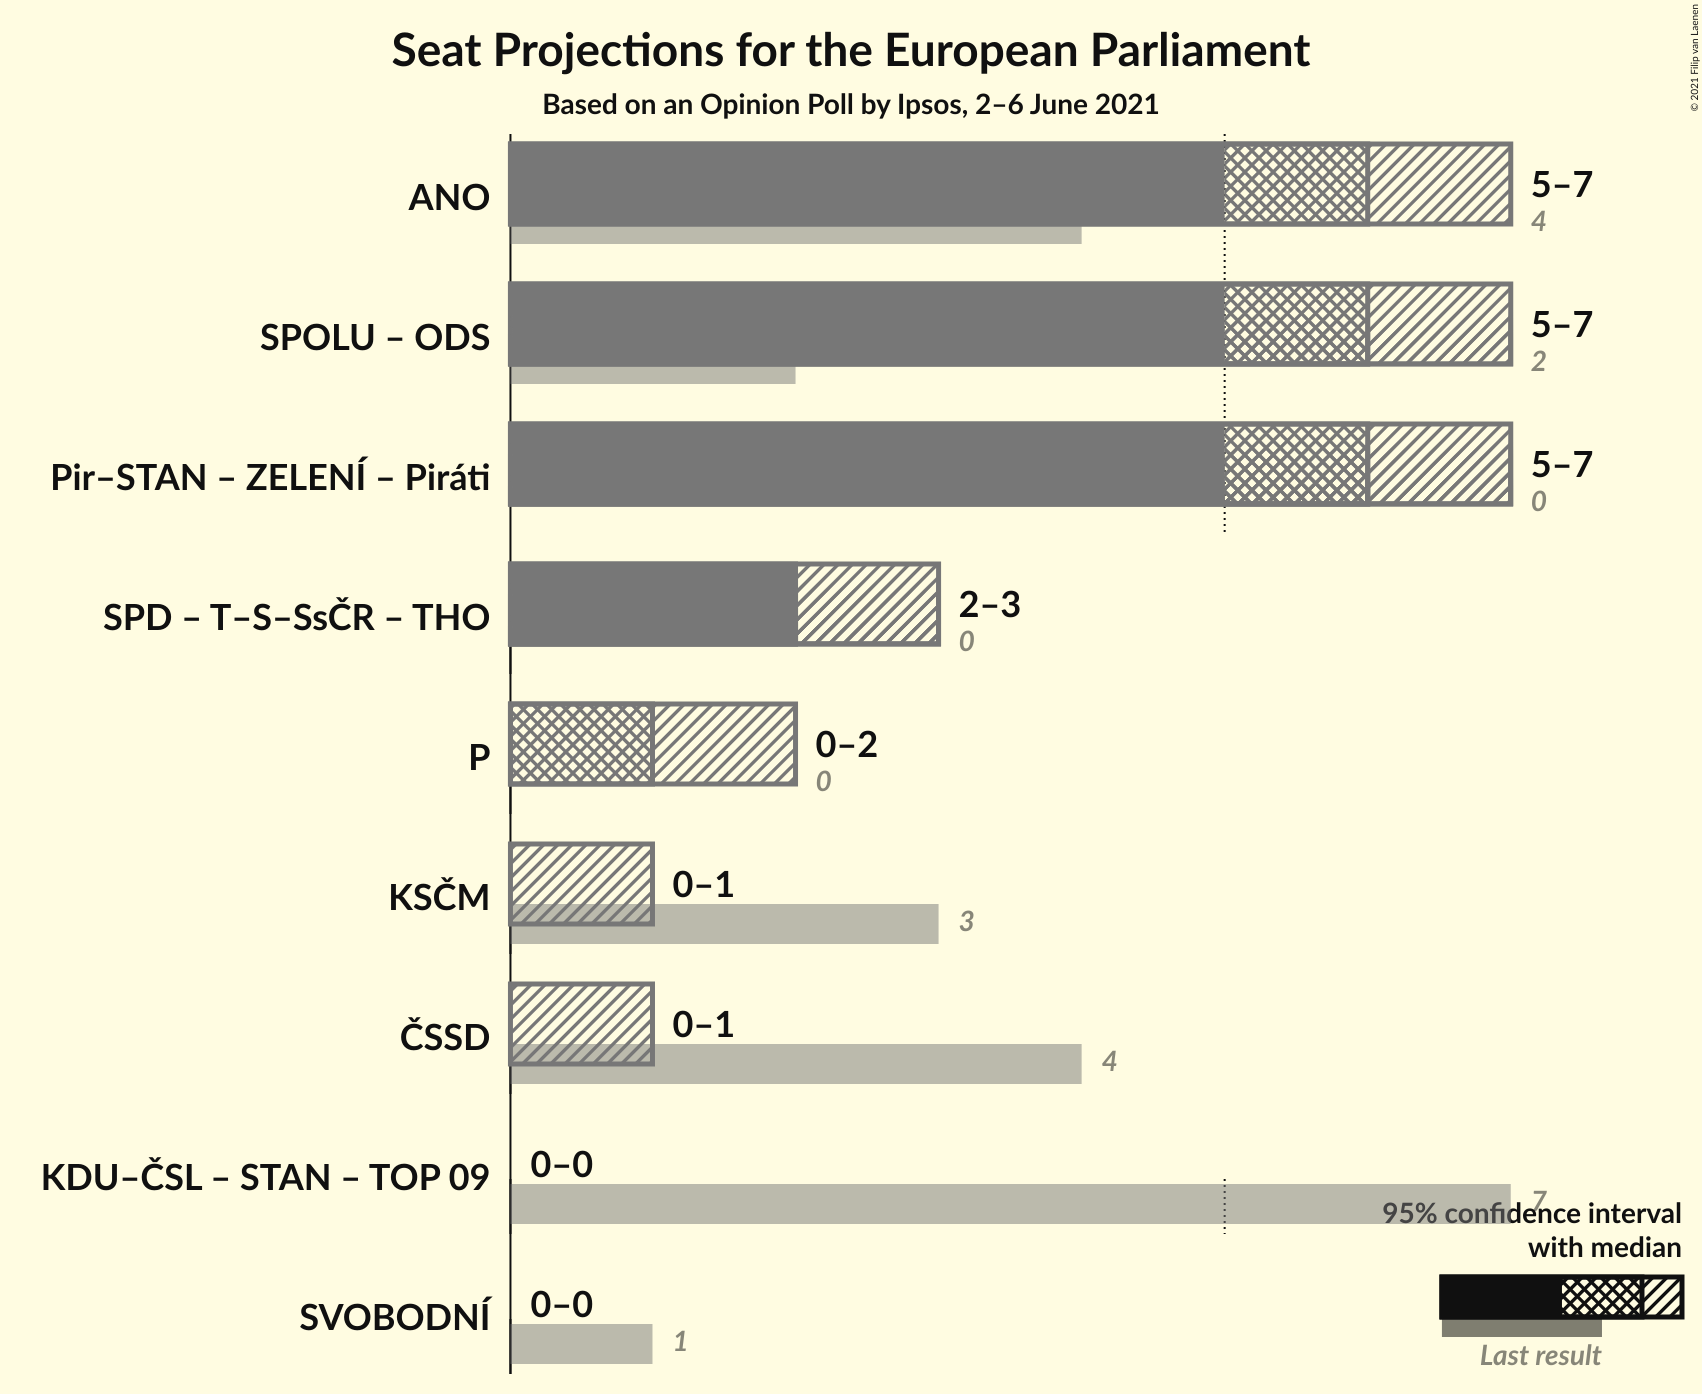 Seat Projections for the European Parliament
Based on an Opinion Poll by Ipsos, 2–6 June 2021
© 2021 Filip van Laenen
ANO
5–7
4
SPOLU – ODS
5–7
2
Pir–STAN – ZELENÍ – Piráti
5–7
0
SPD – T–S–SsČR – THO
2–3
0
P
0–2
0
KSČM
0–1
3
ČSSD
0–1
4
KDU–ČSL – STAN – TOP 09
0–0
7
SVOBODNÍ
0–0
1
95% confidence interval
with median
Last result